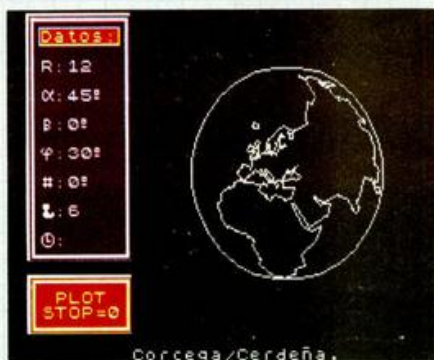 Datos:
R: 12
α: 45º
β: 0º
φ: 30º
#: 0º
L: 6
PLOT
STOP=0
Corcega/Cerdeña.